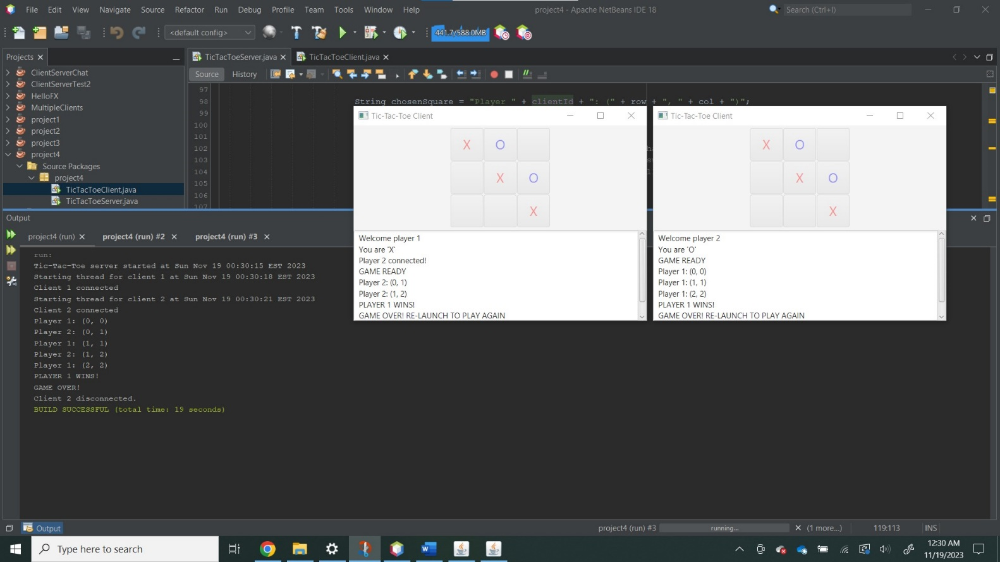 File Edit View Navigate Source Refactor Run Debug Profile Team Tools Window Help
project4 - Apache NetBeans IDE 18
Search (Ctrl+I)
<default config>
441.7/588.0MB
Projects
TicTacToeServer.java
TicTacToeClient.java
Source History
ClientServerChat
ClientServerTest2
HelloFX
MultipleClients
project1
project2
project3
project4
Source Packages
project4
TicTacToeClient.java
TicTacToeServer.java
97
98 String chosenSquare = "Player " + clientId + ": (" + row + ", " + col + ")";
99
100
101
102
103
104
105
106
107
Tic-Tac-Toe Client
X O
X O
X
Welcome player 1
You are 'X'
Player 2 connected!
GAME READY
Player 2: (0, 1)
Player 2: (1, 2)
PLAYER 1 WINS!
GAME OVER! RE-LAUNCH TO PLAY AGAIN
Tic-Tac-Toe Client
X O
X O
X
Welcome player 2
You are 'O'
GAME READY
Player 1: (0, 0)
Player 1: (1, 1)
Player 1: (2, 2)
PLAYER 1 WINS!
GAME OVER! RE-LAUNCH TO PLAY AGAIN
Output
project4 (run)
project4 (run) #2
project4 (run) #3
run:
Tic-Tac-Toe server started at Sun Nov 19 00:30:15 EST 2023
Starting thread for client 1 at Sun Nov 19 00:30:18 EST 2023
Client 1 connected
Starting thread for client 2 at Sun Nov 19 00:30:21 EST 2023
Client 2 connected
Player 1: (0, 0)
Player 2: (0, 1)
Player 1: (1, 1)
Player 2: (1, 2)
Player 1: (2, 2)
PLAYER 1 WINS!
GAME OVER!
Client 2 disconnected.
BUILD SUCCESSFUL (total time: 19 seconds)
Output
project4 (run) #3
running...
(1 more...)
119:113
INS
Type here to search
12:30 AM
11/19/2023